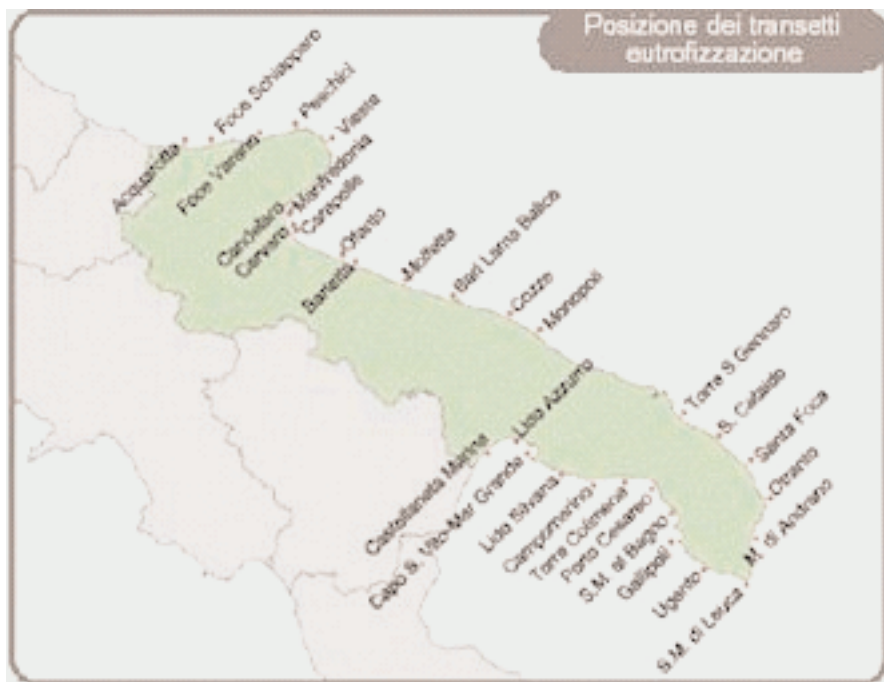 Posizione dei transetti
eutrofizzazione
Acquarotta
Foce Schiapparo
Foce Varano
Peschici
Vieste
Manfredonia
Candelaro
Cervaro
Carapelle
Ofanto
Barletta
Molfetta
Bari Lama Balice
Cozze
Monopoli
Torre S.Gennaro
S. Cataldo
Santa Foca
Otranto
M. di Andrano
S.M. di Leuca
Ugento
Gallipoli
S.M. al Bagno
Porto Cesareo
Torre Colimena
Campomarino
Lido Silvana
Capo S. Vito-Mar Grande
Lido Azzurro
Castellaneta Marina